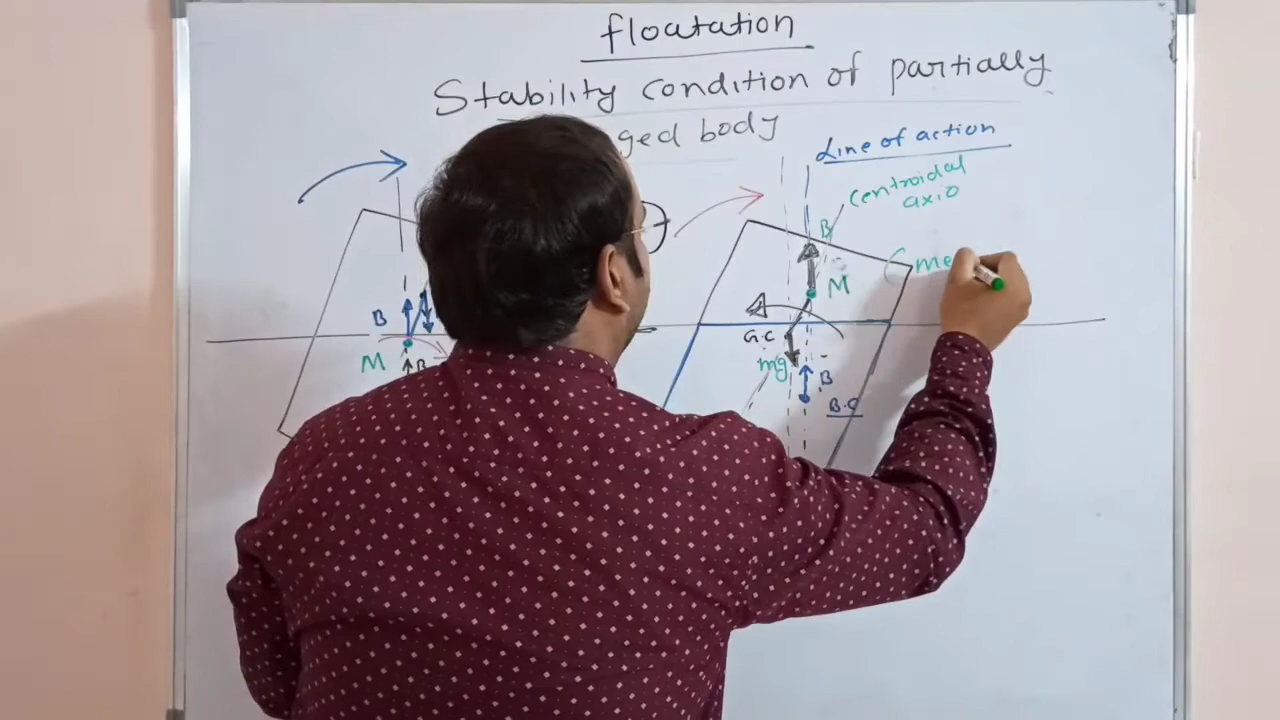 floatation
Stability condition of partially
ged body
Line of action
centroidal
axis
B
M
Me
B
G.C
M
mg
B
B
B.C